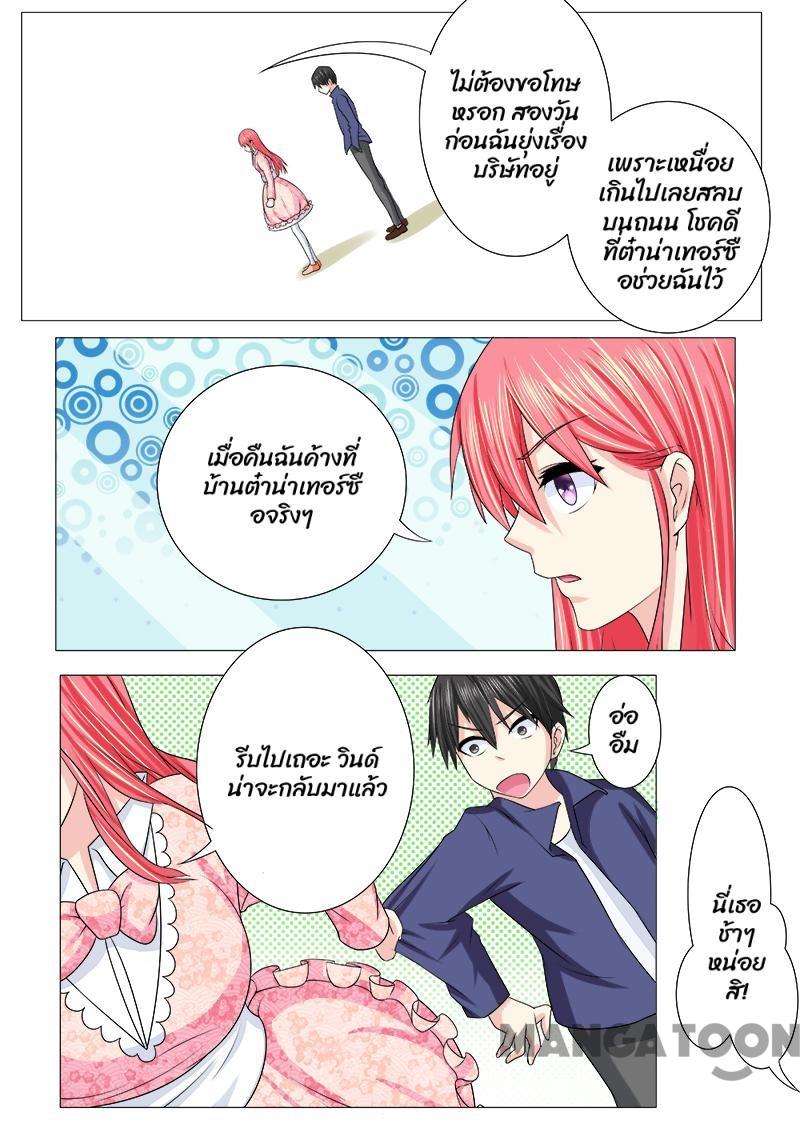 ไม่ต้องขอโทษ
หรอก สองวัน
ก่อนฉันยุ่งเรื่อง
บริษัทอยู่
เพราะเหนื่อย
เกินไปเลยสลบ
บนถนน โชคดี
ที่ต๋าน่าเทอร์ซี
อช่วยฉันไว้
เมื่อคืนฉันค้างที่
บ้านต๋าน่าเทอร์ซี
อจริงๆ
รีบไปเถอะ วินด์
น่าจะกลับมาแล้ว
อ่อ
อืม
นี่เธอ
ช้าๆ
หน่อย
สิ!
MANGATOON